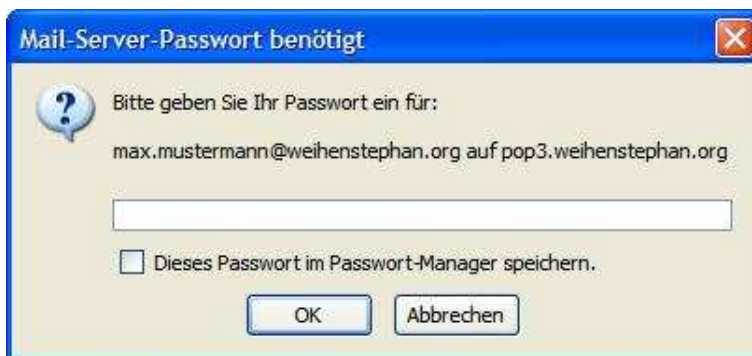 Mail-Server-Passwort benötigt
Bitte geben Sie Ihr Passwort ein für:
max.mustermann@weihenstephan.org auf pop3.weihenstephan.org
Dieses Passwort im Passwort-Manager speichern.
OK Abbrechen